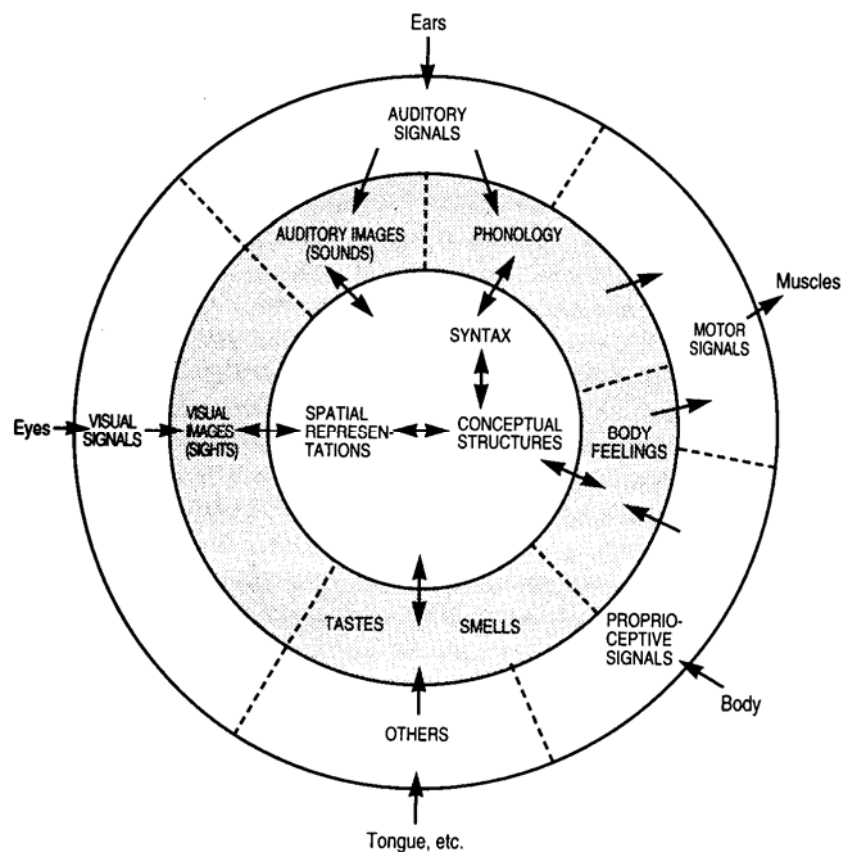 Ears
AUDITORY
SIGNALS
AUDITORY IMAGES
(SOUNDS)
PHONOLOGY
Muscles
MOTOR
SIGNALS
SYNTAX
Eyes
VISUAL
SIGNALS
VISUAL
IMAGES
(SIGHTS)
SPATIAL
REPRESEN-
TATIONS
CONCEPTUAL
STRUCTURES
BODY
FEELINGS
TASTES
SMELLS
PROPRIO-
CEPTIVE
SIGNALS
Body
OTHERS
Tongue, etc.